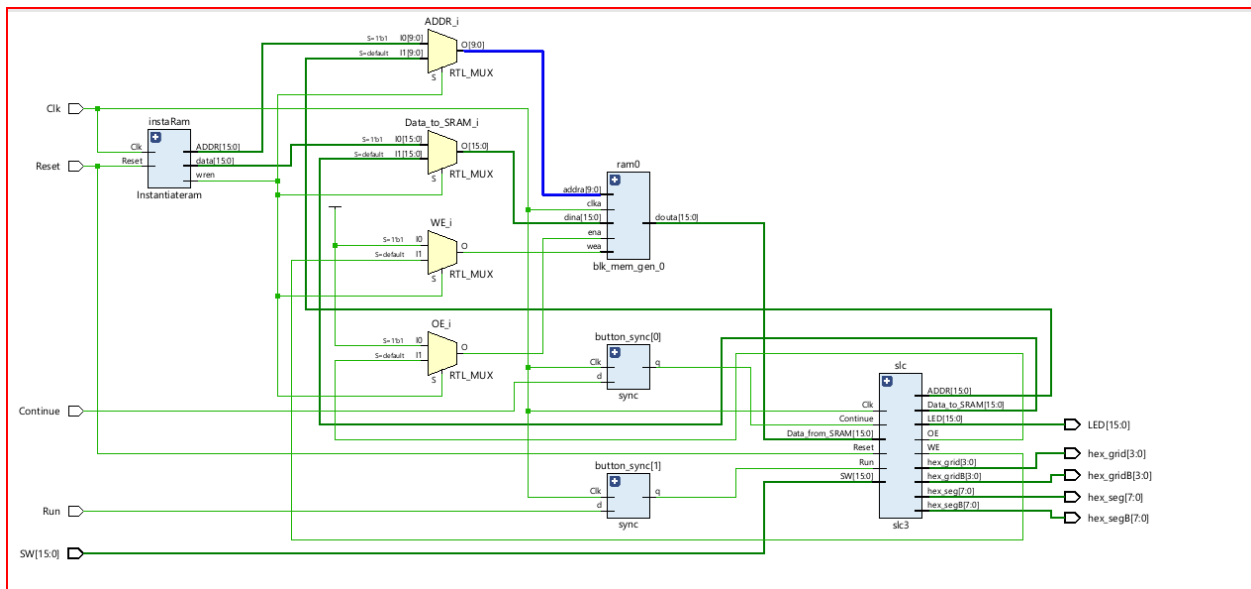 ADDR_i
S=1'b1 I0[9:0]
S=default I1[9:0]
O[9:0]
S
RTL_MUX
Clk
instaRam
Clk
Reset
ADDR[15:0]
data[15:0]
wren
Instantiateram
Reset
Data_to_SRAM_i
S=1'b1 I0[15:0]
S=default I1[15:0]
O[15:0]
S
RTL_MUX
ram0
addra[9:0]
clka
dina[15:0]
ena
wea
douta[15:0]
blk_mem_gen_0
WE_i
S=1'b1 I0
S=default I1
O
S
RTL_MUX
OE_i
S=1'b1 I0
S=default I1
O
S
RTL_MUX
button_sync[0]
Clk
d
q
sync
Continue
slc
Clk
Continue
Data_from_SRAM[15:0]
Reset
Run
SW[15:0]
ADDR[15:0]
Data_to_SRAM[15:0]
LED[15:0]
OE
WE
hex_grid[3:0]
hex_gridB[3:0]
hex_seg[7:0]
hex_segB[7:0]
slc3
LED[15:0]
hex_grid[3:0]
hex_gridB[3:0]
hex_seg[7:0]
hex_segB[7:0]
button_sync[1]
Clk
d
q
sync
Run
SW[15:0]